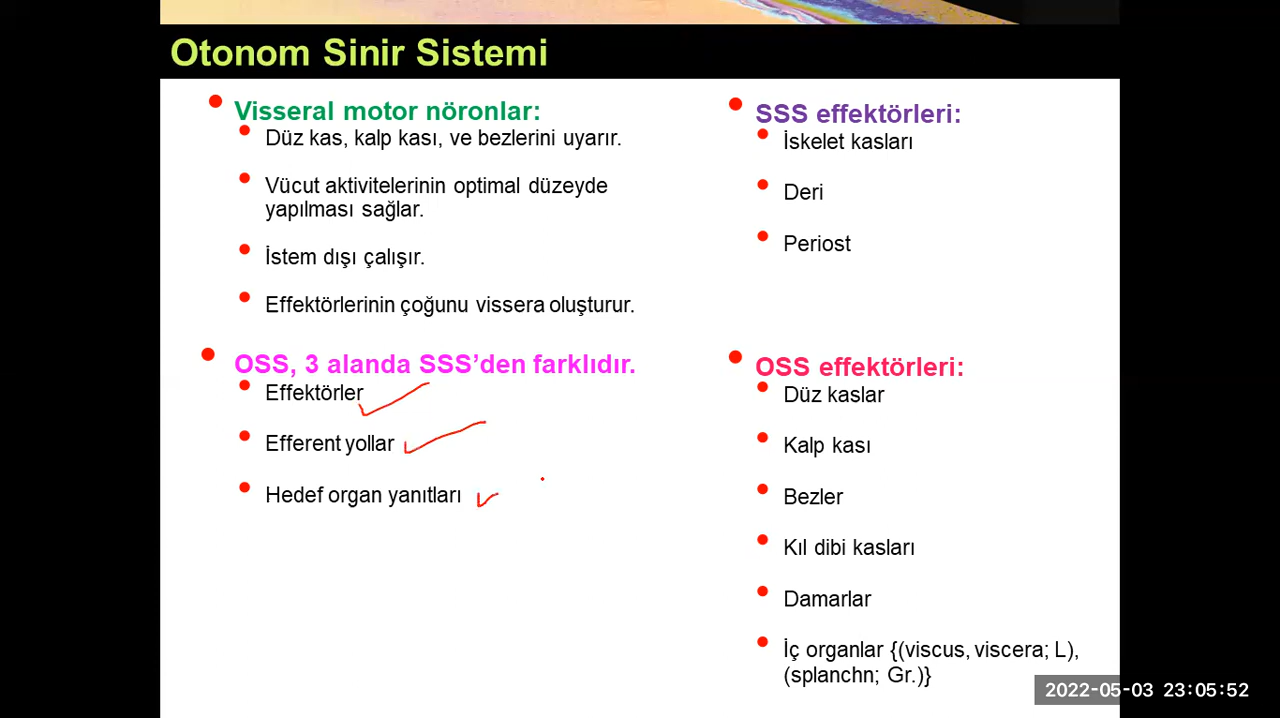 Otonom Sinir Sistemi
Visseral motor nöronlar:
Düz kas, kalp kası, ve bezlerini uyarır.
Vücut aktivitelerinin optimal düzeyde
yapılması sağlar.
İstem dışı çalışır.
Effektörlerinin çoğunu vissera oluşturur.
OSS, 3 alanda SSS’den farklıdır.
Effektörler
Efferent yollar
Hedef organ yanıtları
SSS effektörleri:
İskelet kasları
Deri
Periost
OSS effektörleri:
Düz kaslar
Kalp kası
Bezler
Kıl dibi kasları
Damarlar
İç organlar {(viscus, viscera; L),
(splanchn; Gr.)}
2022-05-03 23:05:52